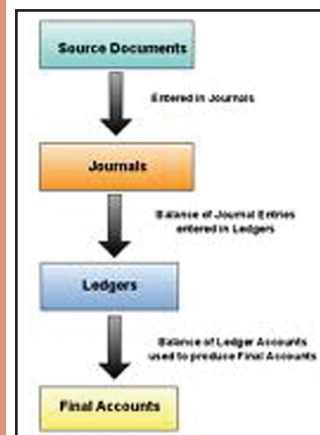 Source Documents
Entered in Journals
Journals
Balance of Journal Entries
entered in Ledgers
Ledgers
Balance of Ledger Accounts
used to produce Final Accounts
Final Accounts